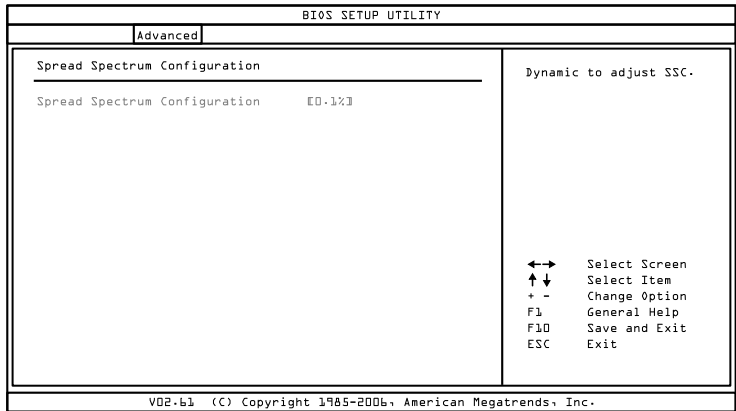 BIOS SETUP UTILITY
Advanced
Spread Spectrum Configuration
Spread Spectrum Configuration [0.1%]
Dynamic to adjust SSC.
←→ Select Screen
↑↓ Select Item
+ - Change Option
F1 General Help
F10 Save and Exit
ESC Exit
V02.61 (C) Copyright 1985-2006, American Megatrends, Inc.